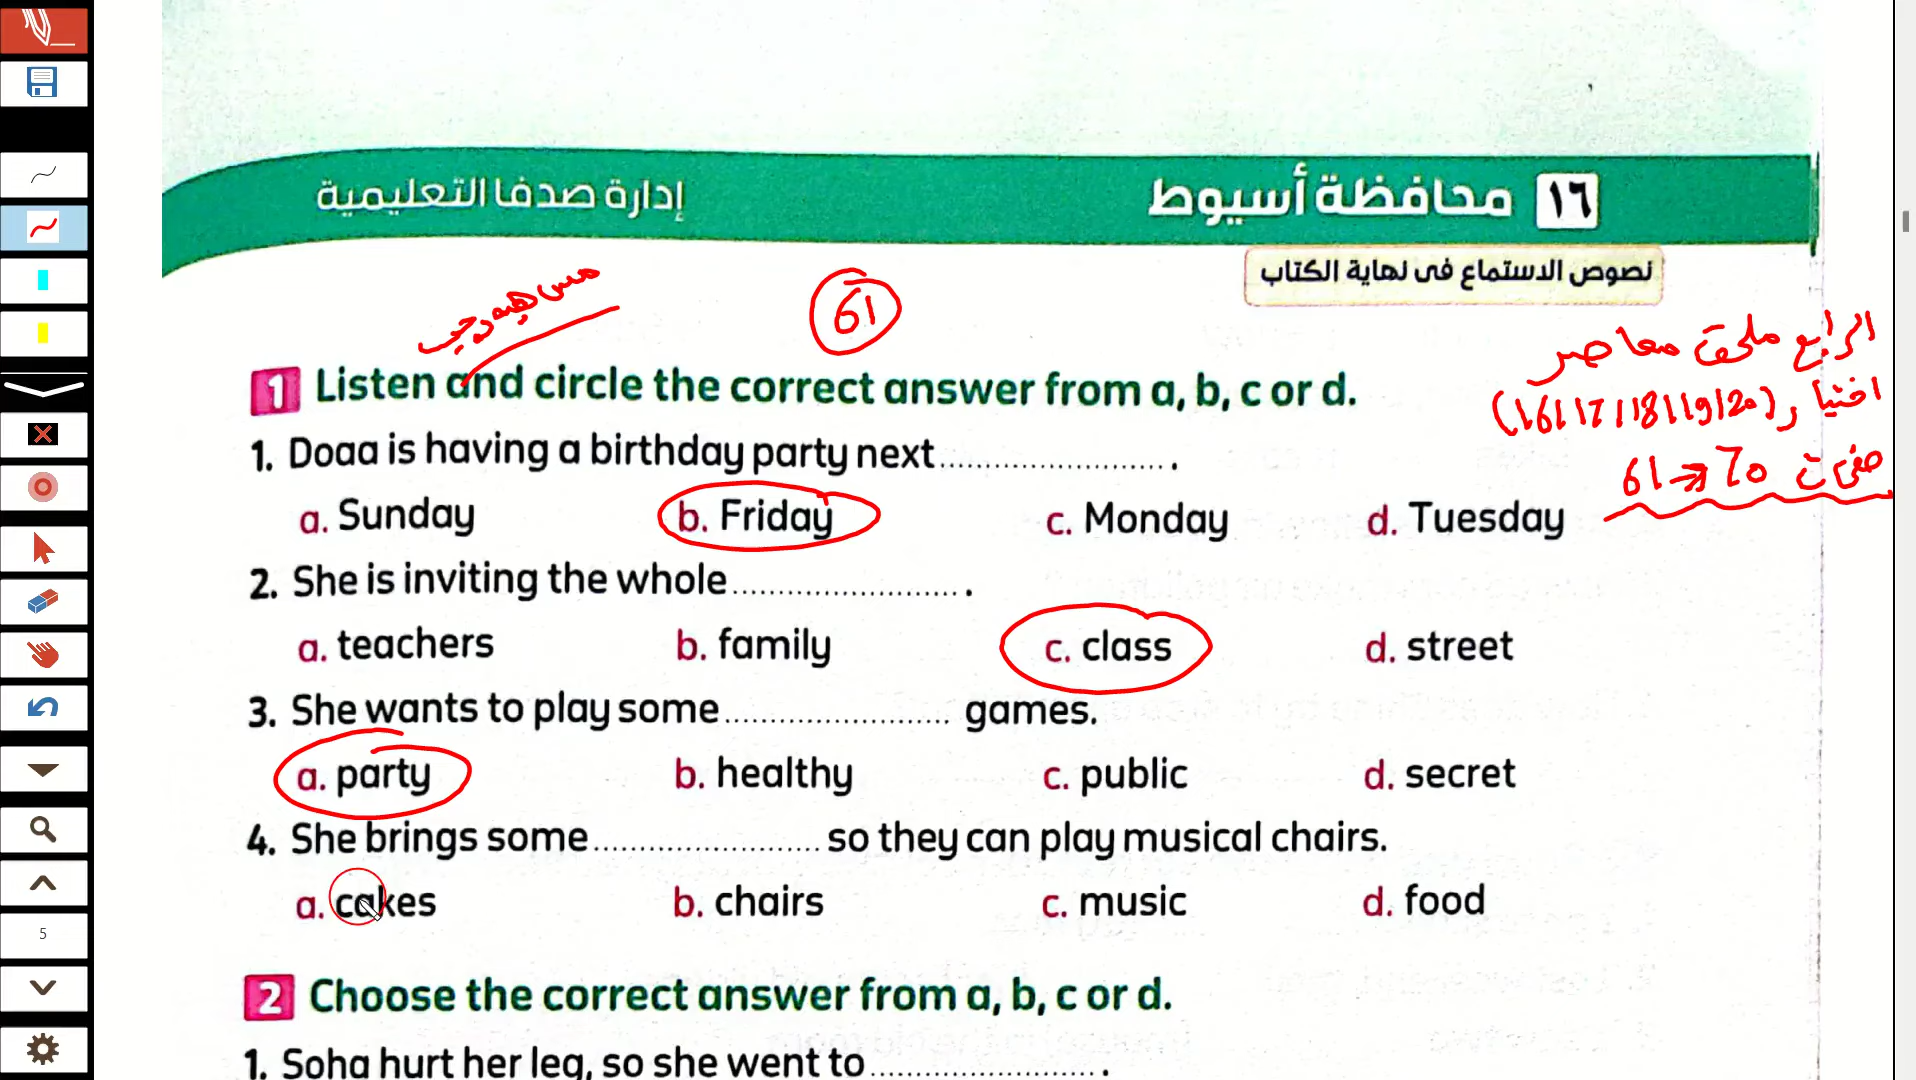 ١٦ محافظة أسيوط
إدارة صدفا التعليمية
نصوص الاستماع فى نهاية الكتاب
61
الرابع ملحق معاصر
(16/17/18/19/20)
صفحات 61 → 70
1 Listen and circle the correct answer from a, b, c or d.
1. Doaa is having a birthday party next ........................ .
a. Sunday b. Friday c. Monday d. Tuesday
2. She is inviting the whole ........................ .
a. teachers b. family c. class d. street
3. She wants to play some ........................ games.
a. party b. healthy c. public d. secret
4. She brings some ........................ so they can play musical chairs.
a. cakes b. chairs c. music d. food
2 Choose the correct answer from a, b, c or d.
1. Soha hurt her leg, so she went to ........................ .
5